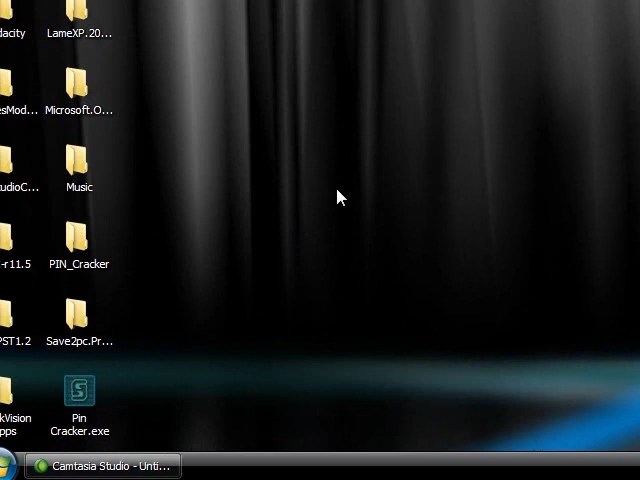 dacity
LameXP.20...
esMod...
Microsoft.O...
tudioC...
Music
-r11.5
PIN_Cracker
PST1.2
Save2pc.Pr...
kVision
pps
Pin
Cracker.exe
Camtasia Studio - Unti...